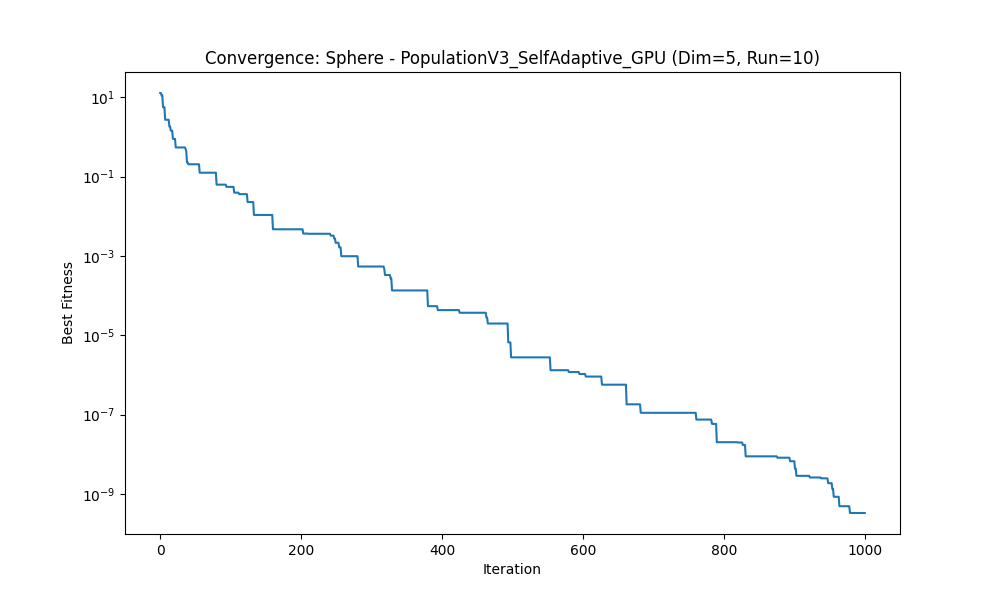 Convergence: Sphere - PopulationV3_SelfAdaptive_GPU (Dim=5, Run=10)
Best Fitness
10¹
10⁻¹
10⁻³
10⁻⁵
10⁻⁷
10⁻⁹
0 200 400 600 800 1000
Iteration